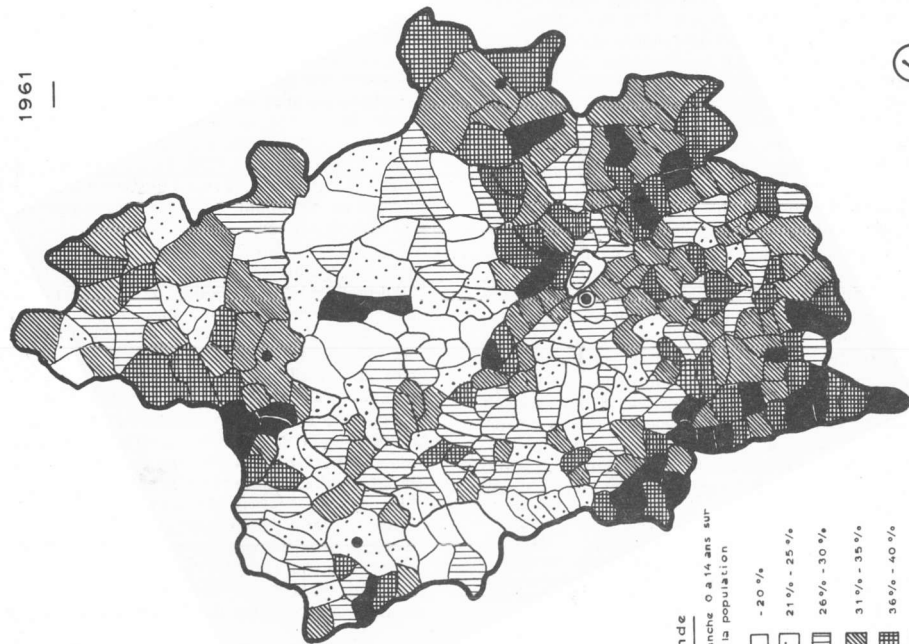 1961
nde
nche 0 a 14 ans sur
la population
- 20 %
21 % - 25 %
26 % - 30 %
31 % - 35 %
36 % - 40 %